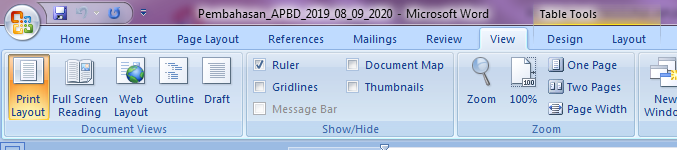 Pembahasan_APBD_2019_08_09_2020 - Microsoft Word
Table Tools
Home Insert Page Layout References Mailings Review View Design Layout
Print Layout
Full Screen Reading
Web Layout
Outline
Draft
Document Views
Ruler
Gridlines
Message Bar
Document Map
Thumbnails
Show/Hide
Zoom
100
100%
One Page
Two Pages
Page Width
Zoom
New